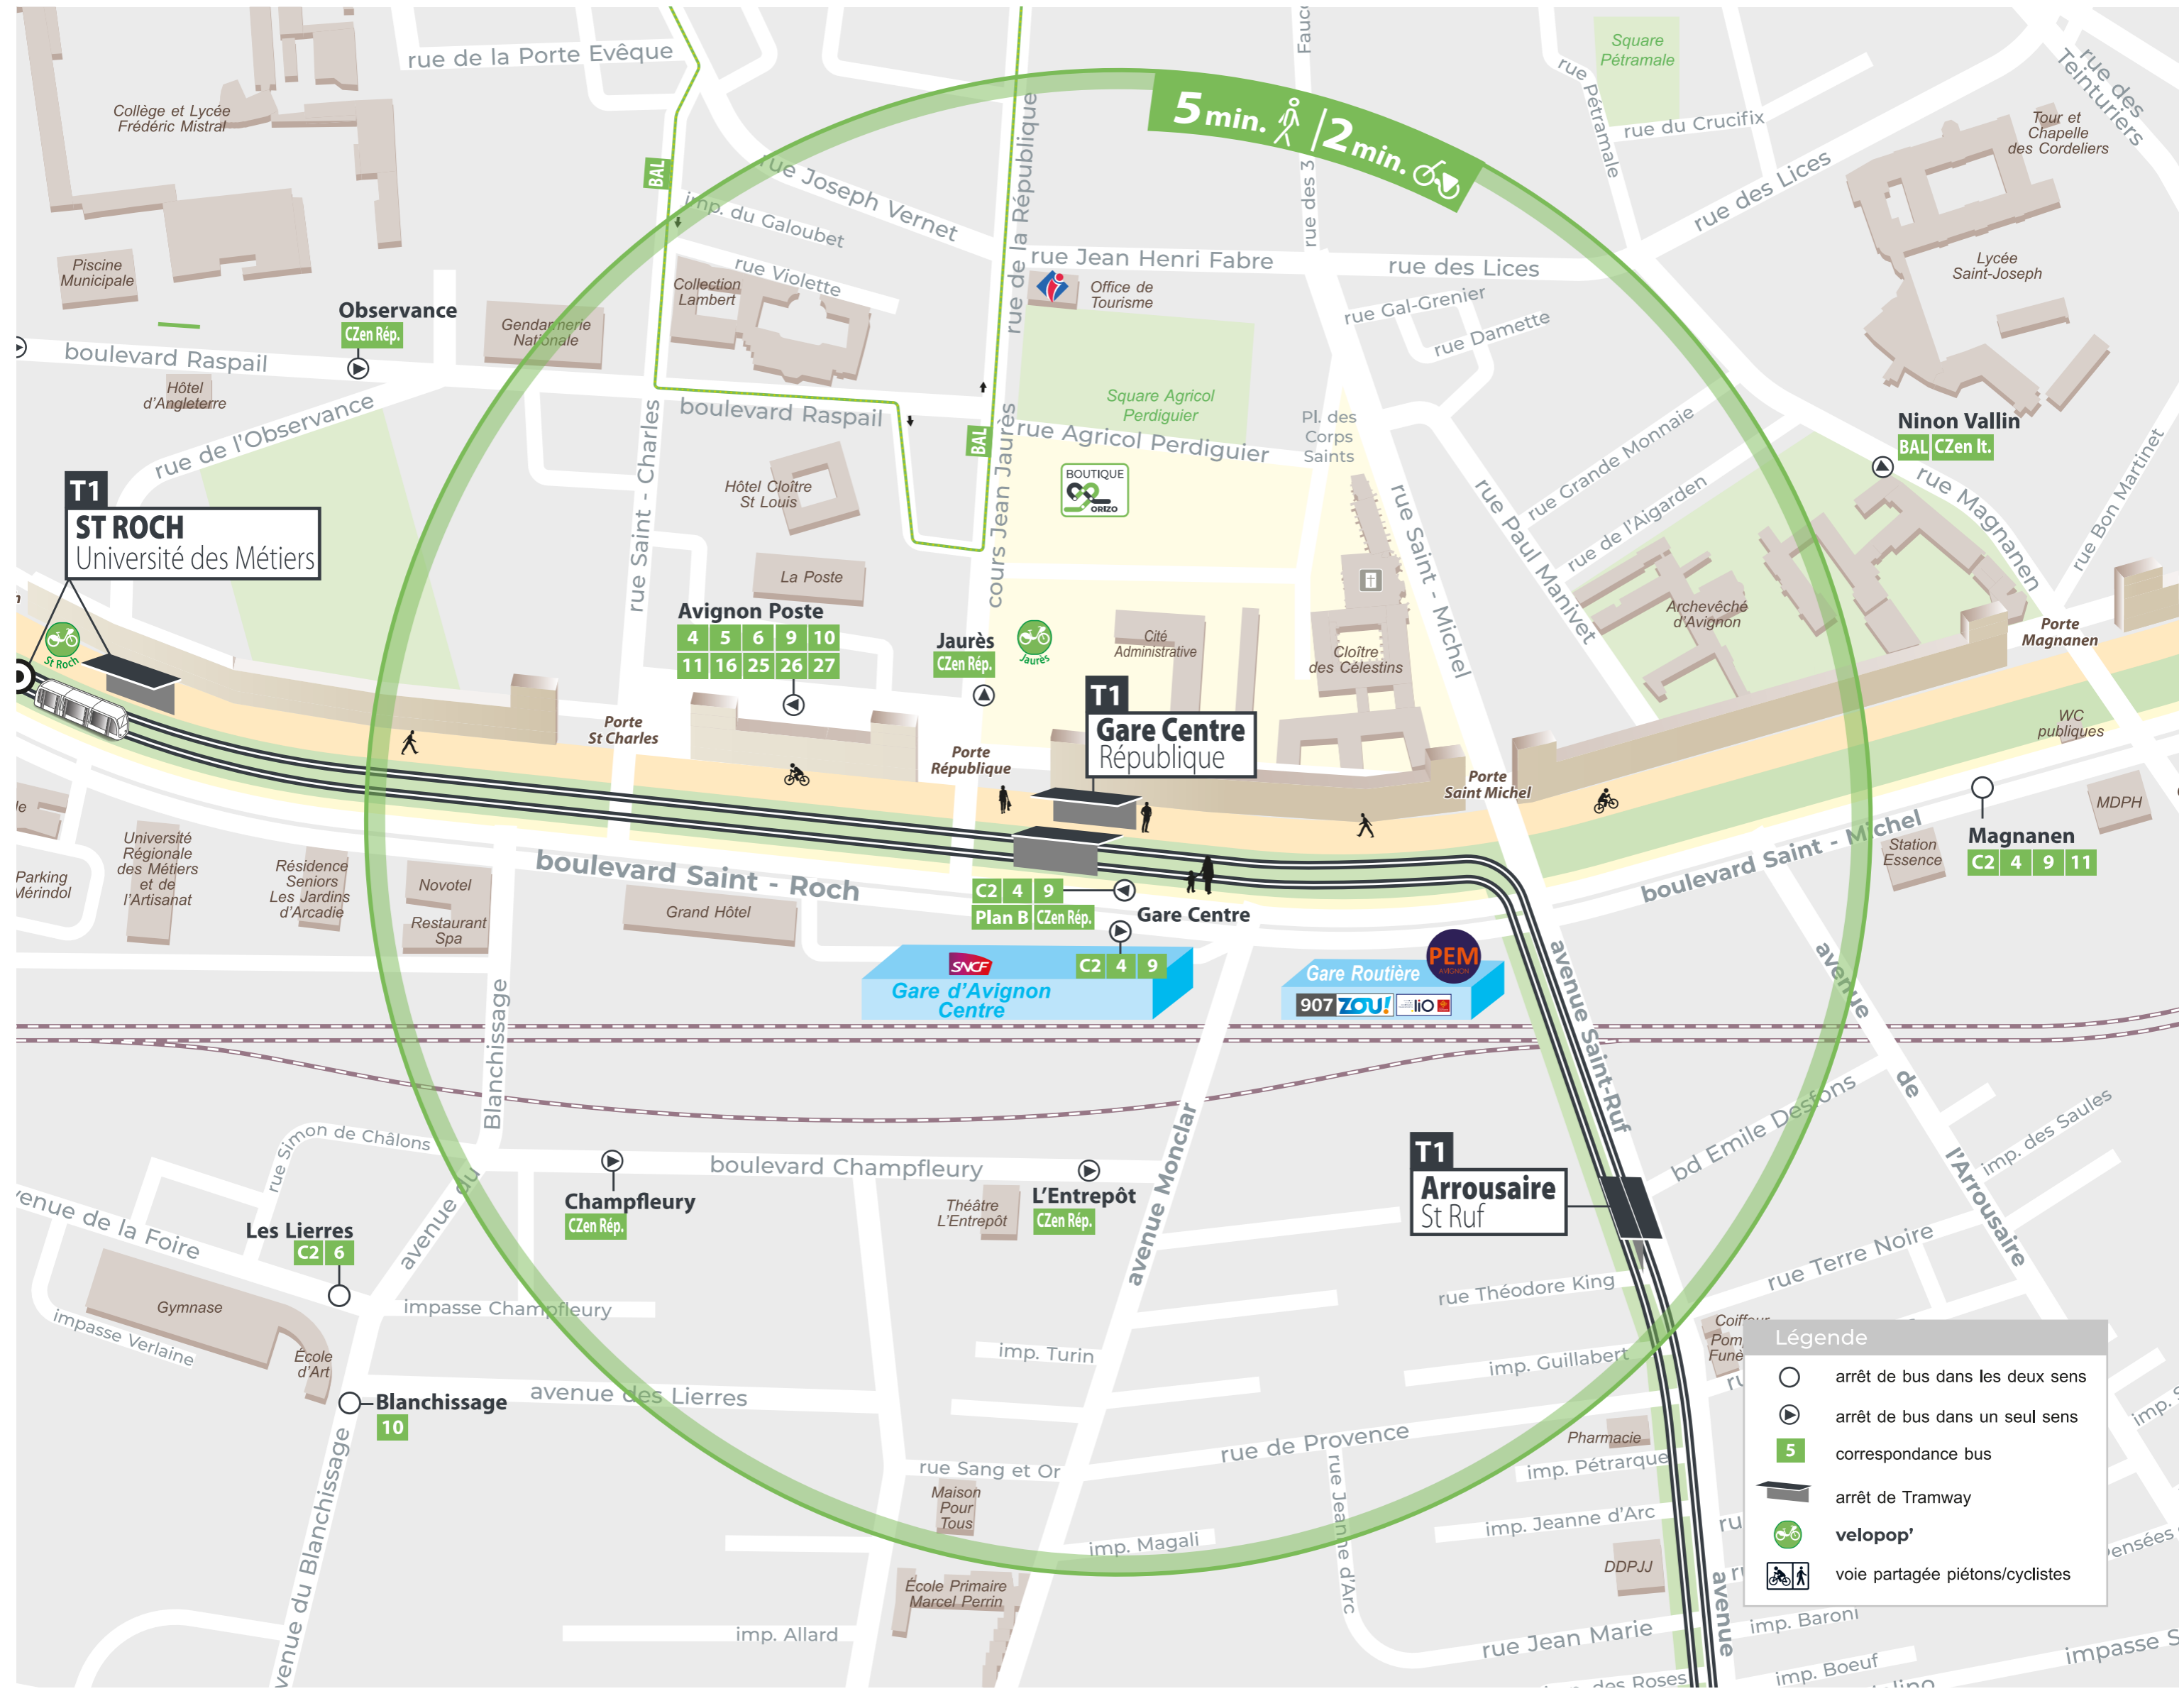 rue de la Porte Evêque
Collège et Lycée
Frédéric Mistral
Piscine
Municipale
Observance
CZen Rép.
boulevard Raspail
Hôtel
d'Angleterre
rue de l'Observance
Gendarmerie
Nationale
BAL
rue Joseph Vernet
imp. du Galoubet
rue Violette
Collection
Lambert
boulevard Raspail
rue Saint - Charles
rue de la République
5 min.
2 min.
rue des 3
Fauc
rue Jean Henri Fabre
Office de
Tourisme
Square Agricol
Perdiguier
rue Agricol Perdiguier
BAL
cours Jean Jaurès
BOUTIQUE
ORIZO
Pl. des
Corps
Saints
Square
Pétramale
rue Pétramale
rue du Crucifix
rue des Lices
rue des Lices
rue des
Teinturiers
Tour et
Chapelle
des Cordeliers
Lycée
Saint-Joseph
rue Gal-Grenier
rue Damette
Ninon Vallin
BAL
CZen It.
rue Magnanen
rue Bon Martinet
rue Grande Monnaie
rue de l'Aigarden
rue Paul Manivet
rue Saint - Michel
Archevêché
d'Avignon
Porte
Magnanen
T1
ST ROCH
Université des Métiers
St Roch
Hôtel Cloître
St Louis
La Poste
Avignon Poste
4 5 6 9 10
11 16 25 26 27
Jaurès
CZen Rép.
Jaurès
Cité
Administrative
Cloître
des Célestins
T1
Gare Centre
République
Porte
St Charles
Porte
République
Porte
Saint Michel
WC
publiques
MDPH
Station
Essence
Magnanen
C2 4 9 11
boulevard Saint - Michel
Parking
Mérindol
Université
Régionale
des Métiers
et de
l'Artisanat
Résidence
Seniors
Les Jardins
d'Arcadie
Novotel
Restaurant
Spa
boulevard Saint - Roch
Grand Hôtel
C2 4 9
Plan B CZen Rép.
Gare Centre
SNCF
C2 4 9
Gare d'Avignon
Centre
Gare Routière
PEM
AVIGNON
907 ZOU! liO
avenue Saint-Ruf
avenue
de
l'Arrousaire
bd Emile Desfons
imp. des Saules
Blanchissage
rue Simon de Châlons
avenue du
boulevard Champfleury
Champfleury
CZen Rép.
Théâtre
L'Entrepôt
L'Entrepôt
CZen Rép.
avenue Monclar
T1
Arrousaire
St Ruf
venue de la Foire
Les Lierres
C2 6
Gymnase
impasse Verlaine
École
d'Art
impasse Champfleury
Blanchissage
10
avenue des Lierres
venue du Blanchissage
rue Théodore King
rue Terre Noire
imp. Turin
imp. Guillabert
rue de Provence
rue Sang et Or
Maison
Pour
Tous
imp. Magali
École Primaire
Marcel Perrin
imp. Allard
rue Jeanne d'Arc
Pharmacie
imp. Pétrarque
imp. Jeanne d'Arc
DDPJJ
rue Jean Marie
avenue
imp. Baroni
imp. Boeuf
des Roses
impasse S
ensées
imp.
Légende
arrêt de bus dans les deux sens
arrêt de bus dans un seul sens
5
correspondance bus
arrêt de Tramway
velopop'
voie partagée piétons/cyclistes